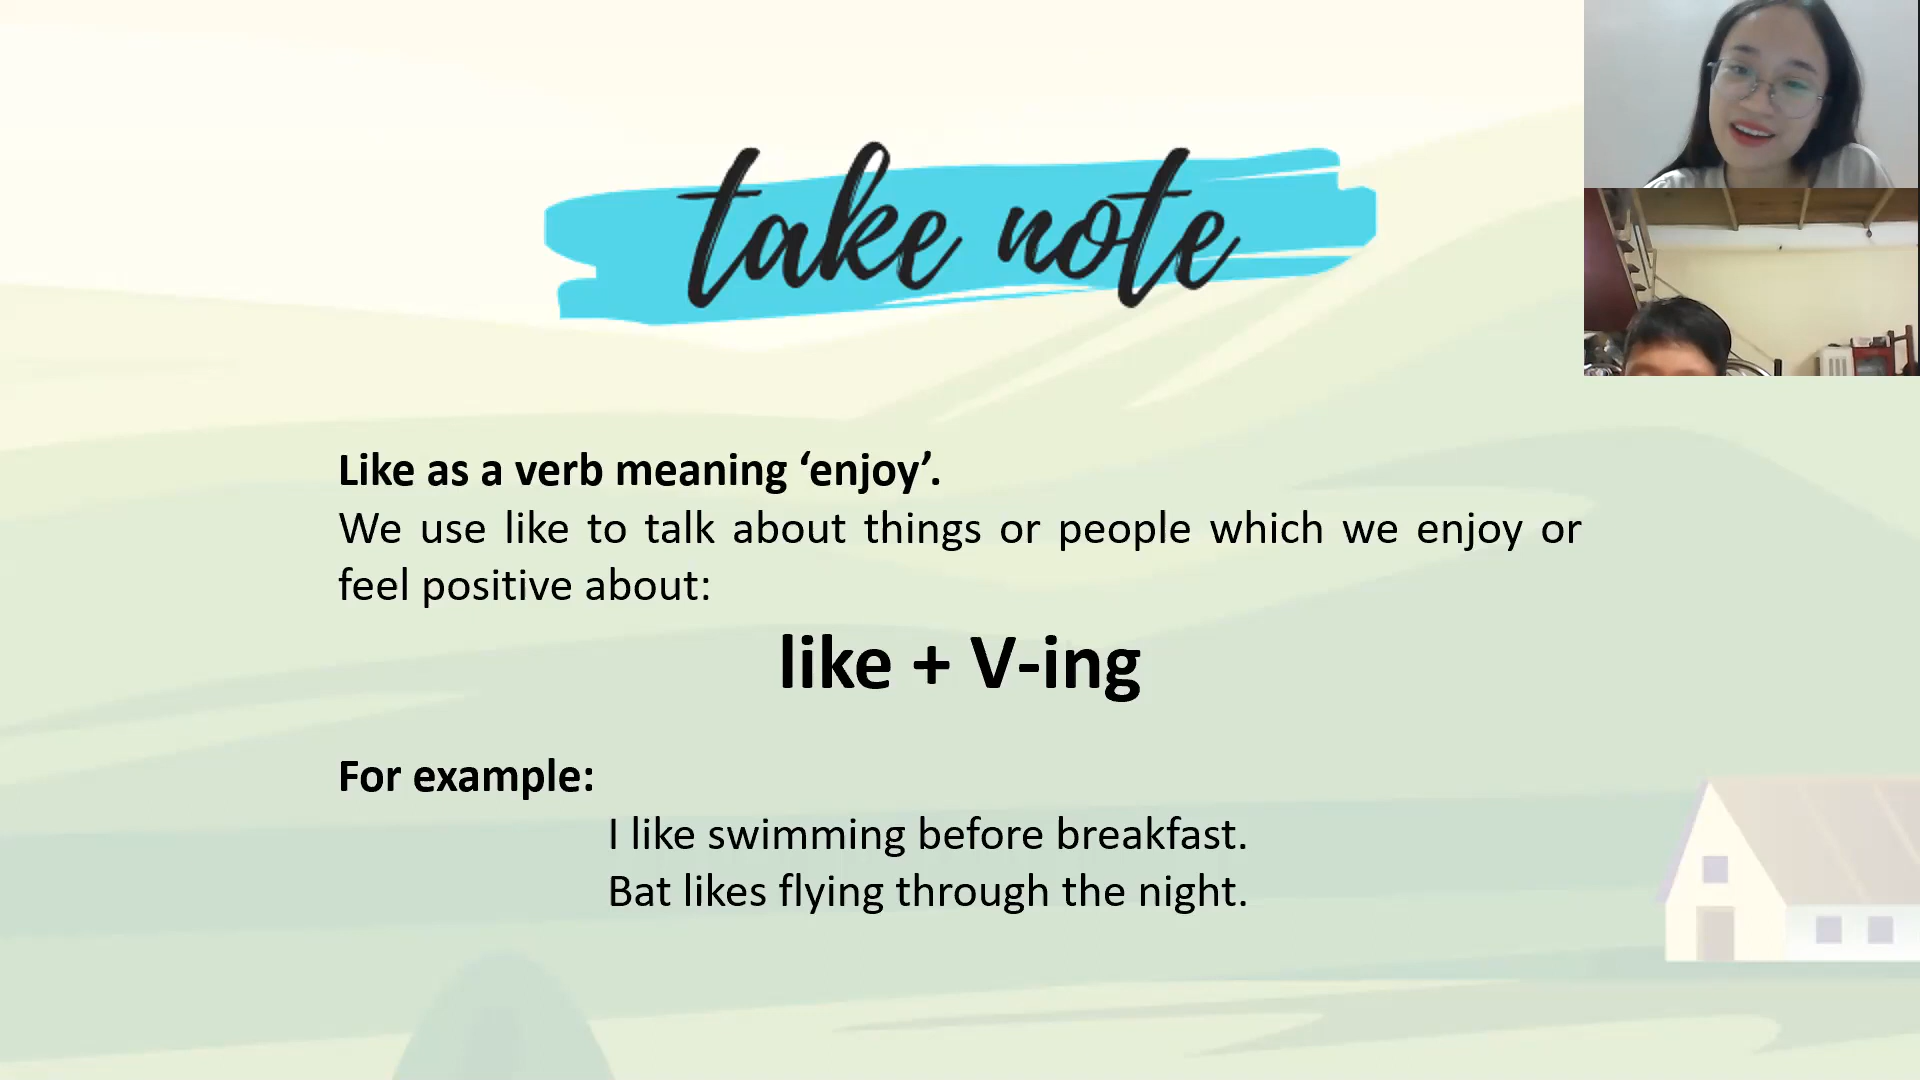 take note
Like as a verb meaning ‘enjoy’.
We use like to talk about things or people which we enjoy or
feel positive about:
like + V-ing
For example:
I like swimming before breakfast.
Bat likes flying through the night.